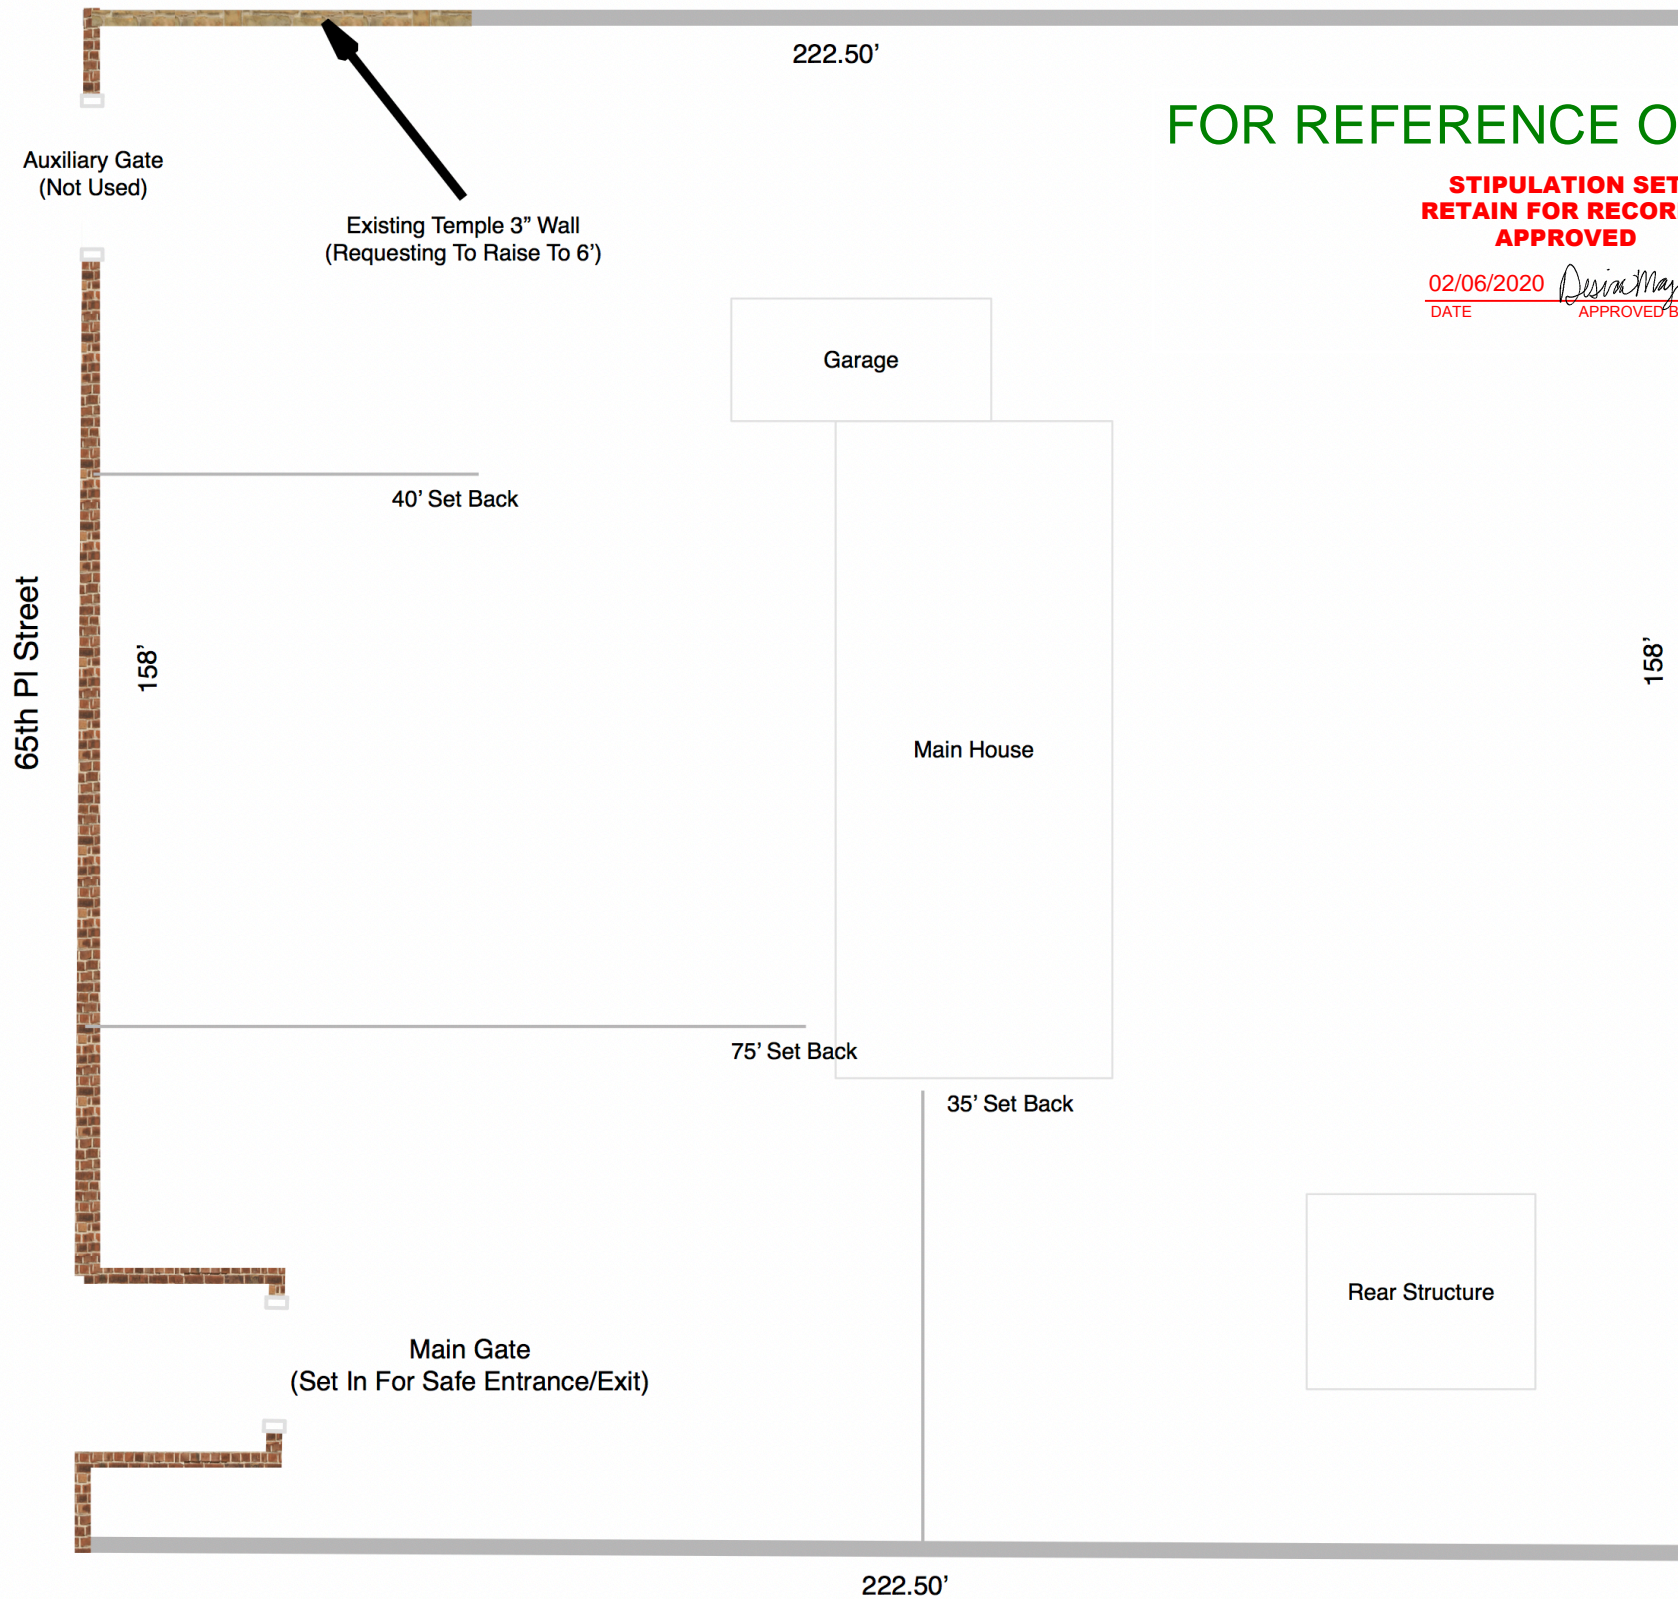 222.50’
FOR REFERENCE O
STIPULATION SET
RETAIN FOR RECOR
APPROVED
02/06/2020
DATE
APPROVED B
Auxiliary Gate
(Not Used)
Existing Temple 3” Wall
(Requesting To Raise To 6’)
Garage
40’ Set Back
65th Pl Street
158’
Main House
158’
75’ Set Back
35’ Set Back
Rear Structure
Main Gate
(Set In For Safe Entrance/Exit)
222.50’